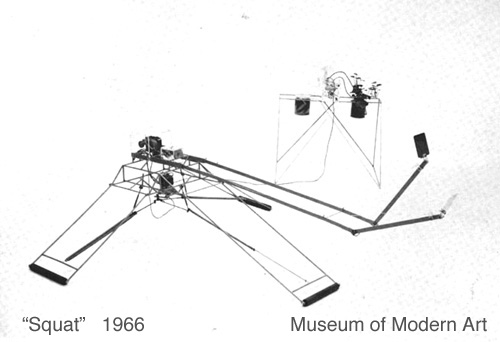 “Squat” 1966
Museum of Modern Art